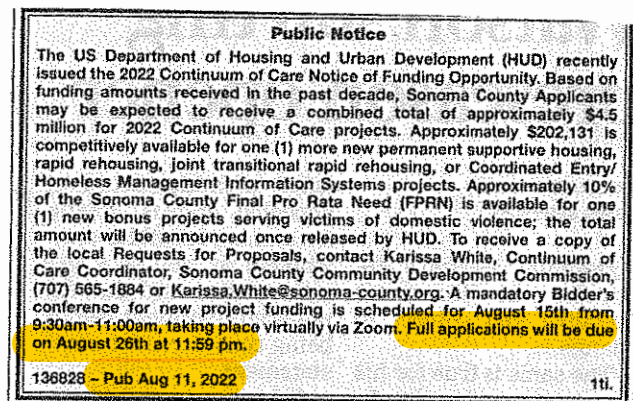 Public Notice
The US Department of Housing and Urban Development (HUD) recently
issued the 2022 Continuum of Care Notice of Funding Opportunity. Based on
funding amounts received in the past decade, Sonoma County Applicants
may be expected to receive a combined total of approximately $4.5
million for 2022 Continuum of Care projects. Approximately $202,131 is
competitively available for one (1) more new permanent supportive housing,
rapid rehousing, joint transitional rapid rehousing, or Coordinated Entry/
Homeless Management Information Systems projects. Approximately 10%
of the Sonoma County Final Pro Rata Need (FPRN) is available for one
(1) new bonus projects serving victims of domestic violence; the total
amount will be announced once released by HUD. To receive a copy of
the local Requests for Proposals, contact Karissa White, Continuum of
Care Coordinator, Sonoma County Community Development Commission,
(707) 565-1884 or Karissa.White@sonoma-county.org. A mandatory Bidder's
conference for new project funding is scheduled for August 15th from
9:30am-11:00am, taking place virtually via Zoom. Full applications will be due
on August 26th at 11:59 pm.
136828 – Pub Aug 11, 2022 1ti.